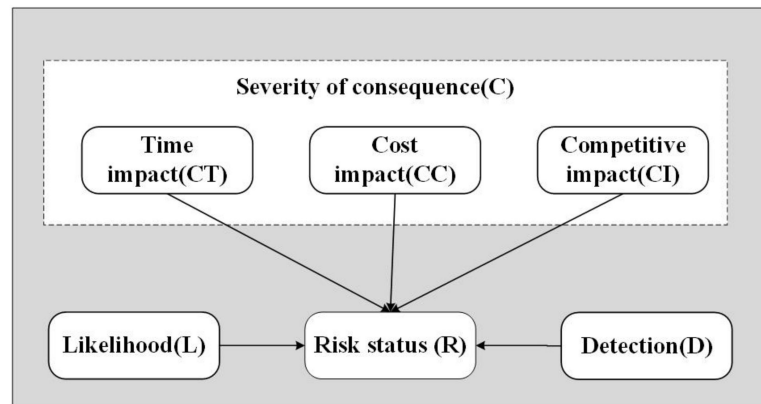 Severity of consequence(C)
Time
impact(CT)
Cost
impact(CC)
Competitive
impact(CI)
Likelihood(L)
Risk status (R)
Detection(D)